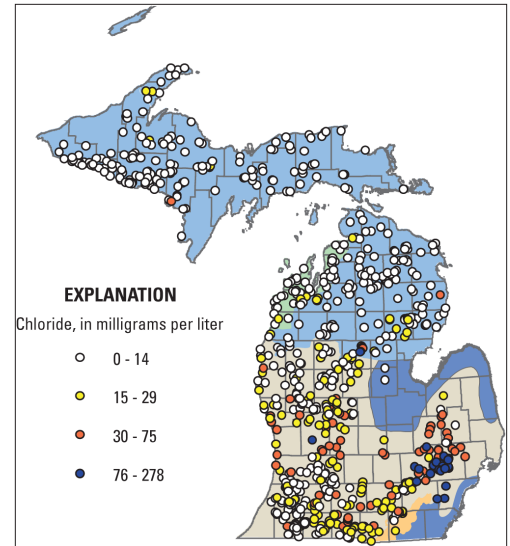 EXPLANATION
Chloride, in milligrams per liter
0 - 14
15 - 29
30 - 75
76 - 278